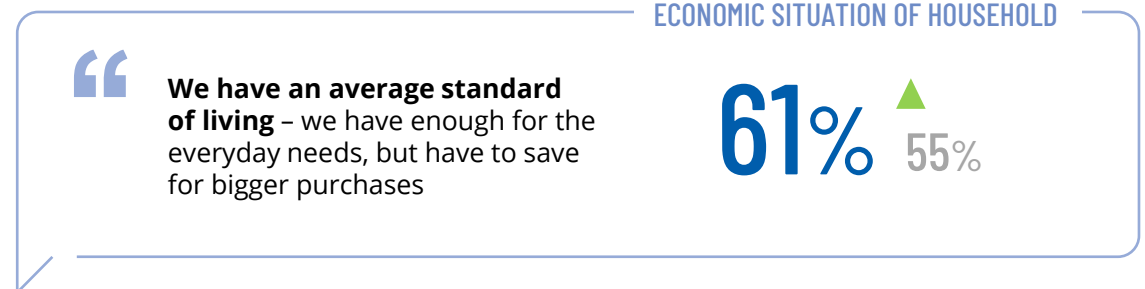 ECONOMIC SITUATION OF HOUSEHOLD
“
We have an average standard
of living – we have enough for the
everyday needs, but have to save
for bigger purchases
61%
55%